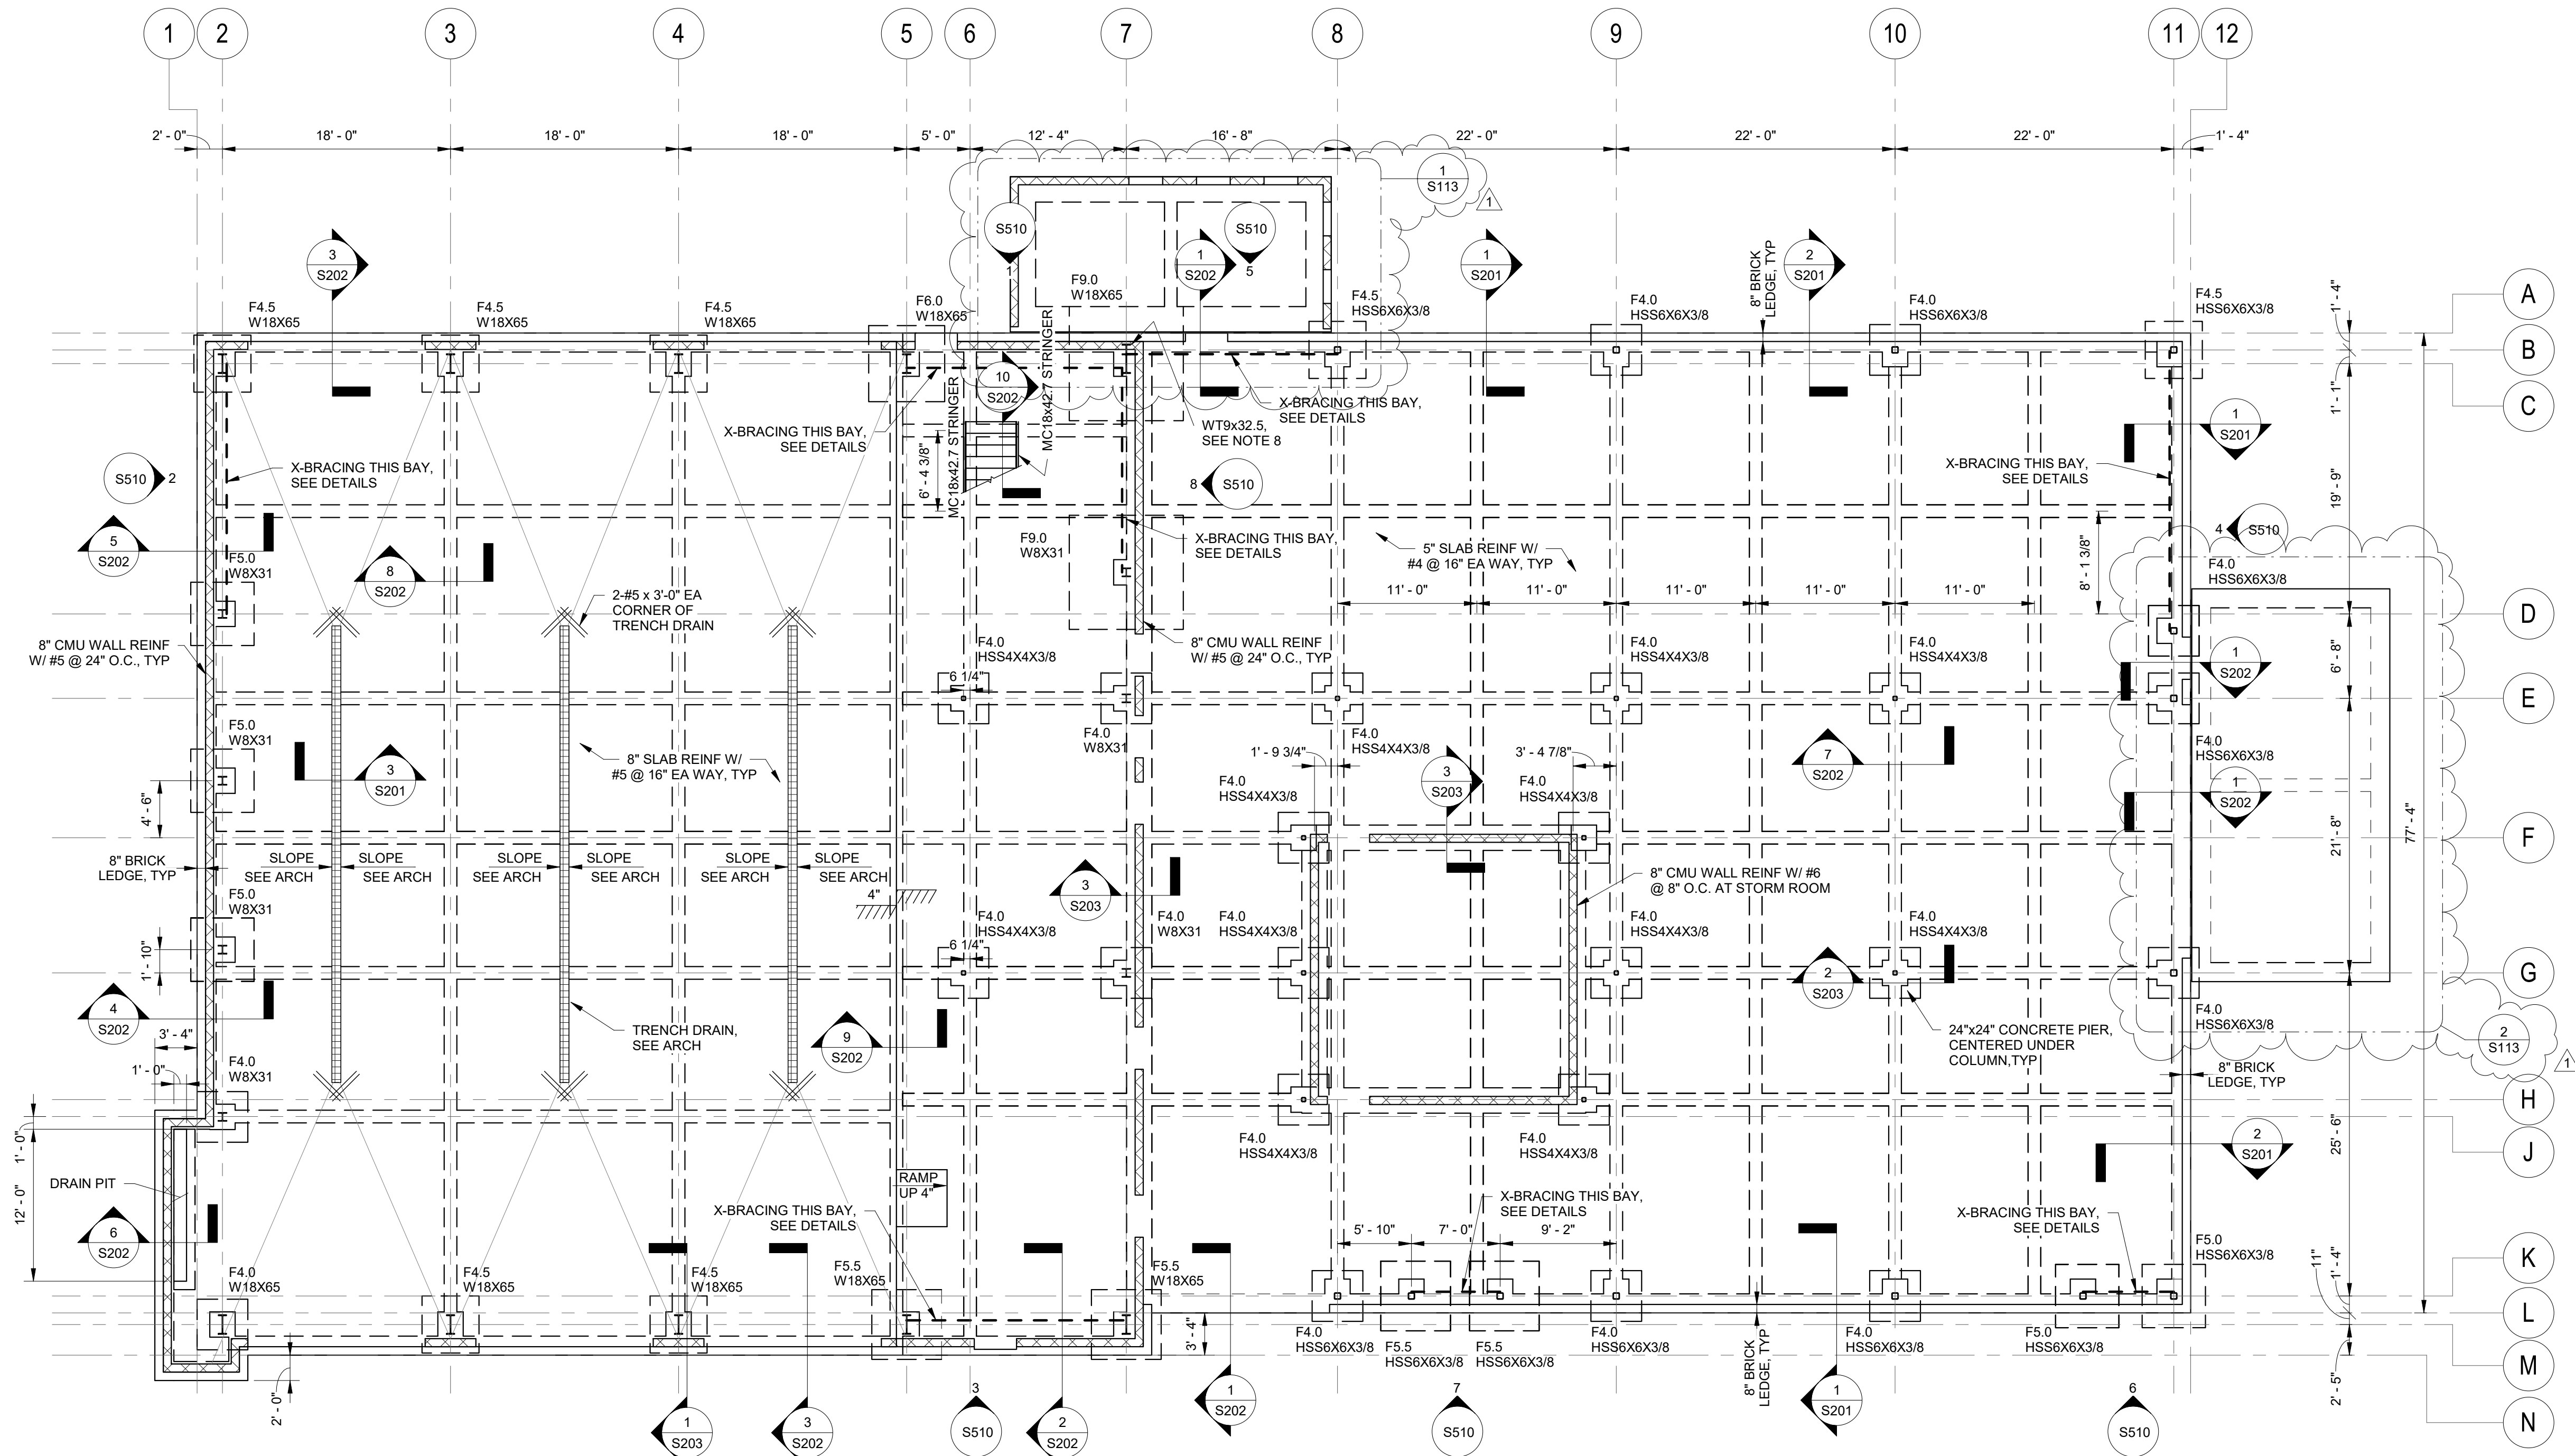 1
2
3
4
5
6
7
8
9
10
11
12
2' - 0"
18' - 0"
18' - 0"
18' - 0"
5' - 0"
12' - 4"
16' - 8"
22' - 0"
22' - 0"
22' - 0"
1' - 4"
1
S113
1
3
S202
S510
1
1
S202
S510
5
1
S201
8" BRICK
LEDGE, TYP
2
S201
F4.5
W18X65
F4.5
W18X65
F4.5
W18X65
F6.0
W18X65
F9.0
W18X65
F4.5
HSS6X6X3/8
F4.0
HSS6X6X3/8
F4.0
HSS6X6X3/8
F4.5
HSS6X6X3/8
1' - 4"
A
B
C
1' - 1"
10
S202
MC18x42.7 STRINGER
MC18x42.7 STRINGER
6' - 4 3/8"
X-BRACING THIS BAY,
SEE DETAILS
X-BRACING THIS BAY,
SEE DETAILS
WT9x32.5,
SEE NOTE 8
1
S201
X-BRACING THIS BAY,
SEE DETAILS
S510
2
X-BRACING THIS BAY,
SEE DETAILS
8
S510
19' - 9"
5
S202
F5.0
W8X31
8
S202
F9.0
W8X31
X-BRACING THIS BAY,
SEE DETAILS
5" SLAB REINF W/
#4 @ 16" EA WAY, TYP
4
S510
F4.0
HSS6X6X3/8
8' - 1 3/8"
2-#5 x 3'-0" EA
CORNER OF
TRENCH DRAIN
11' - 0"
11' - 0"
11' - 0"
11' - 0"
11' - 0"
D
8" CMU WALL REINF
W/ #5 @ 24" O.C., TYP
F4.0
HSS4X4X3/8
8" CMU WALL REINF
W/ #5 @ 24" O.C., TYP
F4.0
HSS4X4X3/8
F4.0
HSS4X4X3/8
1
S202
6' - 8"
6 1/4"
E
F5.0
W8X31
F4.0
W8X31
F4.0
HSS4X4X3/8
F4.0
HSS6X6X3/8
3
S201
8" SLAB REINF W/
#5 @ 16" EA WAY, TYP
1' - 9 3/4"
3' - 4 7/8"
3
S203
7
S202
4' - 6"
F4.0
HSS4X4X3/8
F4.0
HSS4X4X3/8
1
S202
77' - 4"
21' - 8"
F
8" BRICK
LEDGE, TYP
SLOPE
SEE ARCH
SLOPE
SEE ARCH
SLOPE
SEE ARCH
SLOPE
SEE ARCH
SLOPE
SEE ARCH
SLOPE
SEE ARCH
8" CMU WALL REINF W/ #6
@ 8" O.C. AT STORM ROOM
4"
3
S203
F5.0
W8X31
F4.0
HSS4X4X3/8
F4.0
W8X31
F4.0
HSS4X4X3/8
F4.0
HSS4X4X3/8
F4.0
HSS4X4X3/8
6 1/4"
1' - 10"
2
S203
G
4
S202
3' - 4"
TRENCH DRAIN,
SEE ARCH
9
S202
24"x24" CONCRETE PIER,
CENTERED UNDER
COLUMN,TYP
F4.0
HSS6X6X3/8
2
S113
1
F4.0
W8X31
1' - 0"
8" BRICK
LEDGE, TYP
H
1' - 0"
F4.0
HSS4X4X3/8
F4.0
HSS4X4X3/8
2
S201
25' - 6"
J
DRAIN PIT
12' - 0"
RAMP
UP 4"
X-BRACING THIS BAY,
SEE DETAILS
X-BRACING THIS BAY,
SEE DETAILS
X-BRACING THIS BAY,
SEE DETAILS
6
S202
5' - 10"
7' - 0"
9' - 2"
F5.0
HSS6X6X3/8
F4.0
W18X65
F4.5
W18X65
F4.5
W18X65
F5.5
W18X65
F5.5
W18X65
11"
1' - 4"
K
L
3' - 4"
F4.0
HSS6X6X3/8
F5.5
HSS6X6X3/8
F5.5
HSS6X6X3/8
F4.0
HSS6X6X3/8
8" BRICK
LEDGE, TYP
F4.0
HSS6X6X3/8
F5.0
HSS6X6X3/8
M
2' - 0"
2' - 5"
1
S203
3
S202
3
S510
2
S202
1
S202
7
S510
1
S201
6
S510
N